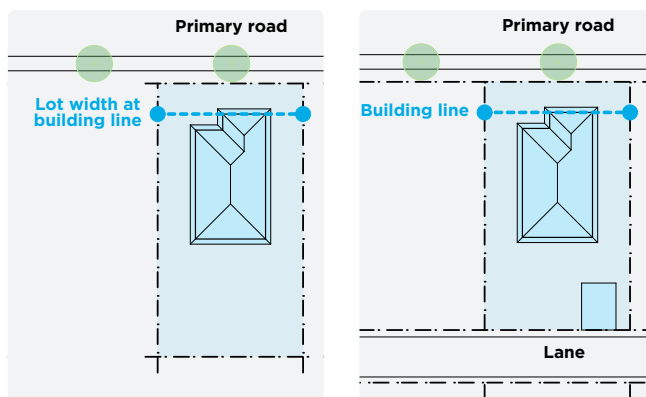 Primary road
Lot width at
building line
Primary road
Building line
Lane